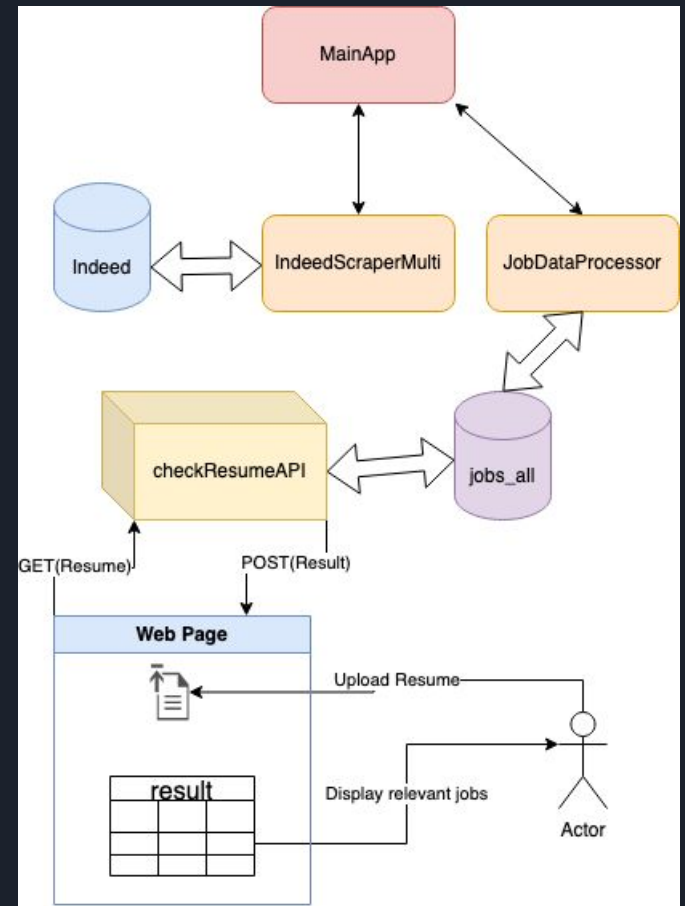 MainApp
Indeed
IndeedScraperMulti
JobDataProcessor
checkResumeAPI
jobs_all
GET(Resume)
POST(Result)
Web Page
Upload Resume
result
Display relevant jobs
Actor